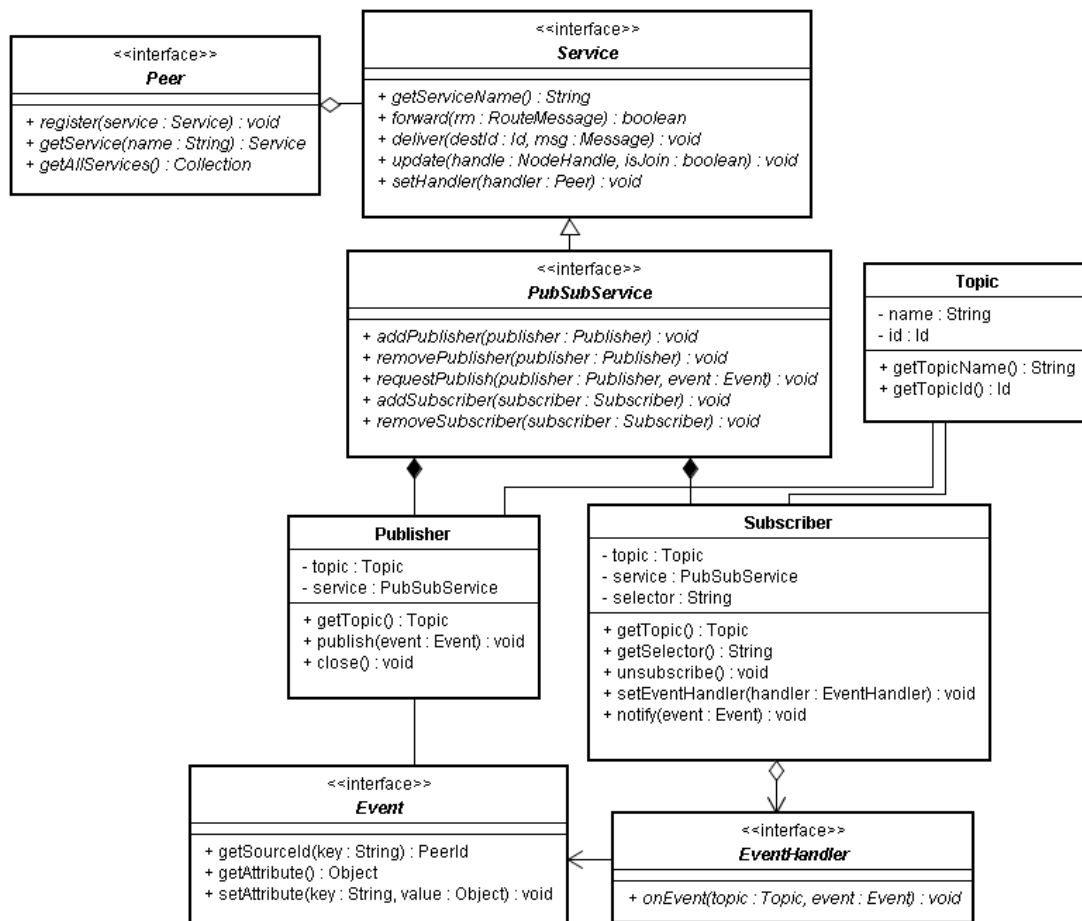 <<interface>>
Peer
+ register(service : Service) : void
+ getService(name : String) : Service
+ getAllServices() : Collection
<<interface>>
Service
+ getServiceName() : String
+ forward(rm : RouteMessage) : boolean
+ deliver(destId : Id, msg : Message) : void
+ update(handle : NodeHandle, isJoin : boolean) : void
+ setHandler(handler : Peer) : void
<<interface>>
PubSubService
+ addPublisher(publisher : Publisher) : void
+ removePublisher(publisher : Publisher) : void
+ requestPublish(publisher : Publisher, event : Event) : void
+ addSubscriber(subscriber : Subscriber) : void
+ removeSubscriber(subscriber : Subscriber) : void
Topic
- name : String
- id : Id
+ getTopicName() : String
+ getTopicId() : Id
Publisher
- topic : Topic
- service : PubSubService
+ getTopic() : Topic
+ publish(event : Event) : void
+ close() : void
Subscriber
- topic : Topic
- service : PubSubService
- selector : String
+ getTopic() : Topic
+ getSelector() : String
+ unsubscribe() : void
+ setEventHandler(handler : EventHandler) : void
+ notify(event : Event) : void
<<interface>>
Event
+ getSourceId(key : String) : PeerId
+ getAttribute() : Object
+ setAttribute(key : String, value : Object) : void
<<interface>>
EventHandler
+ onEvent(topic : Topic, event : Event) : void